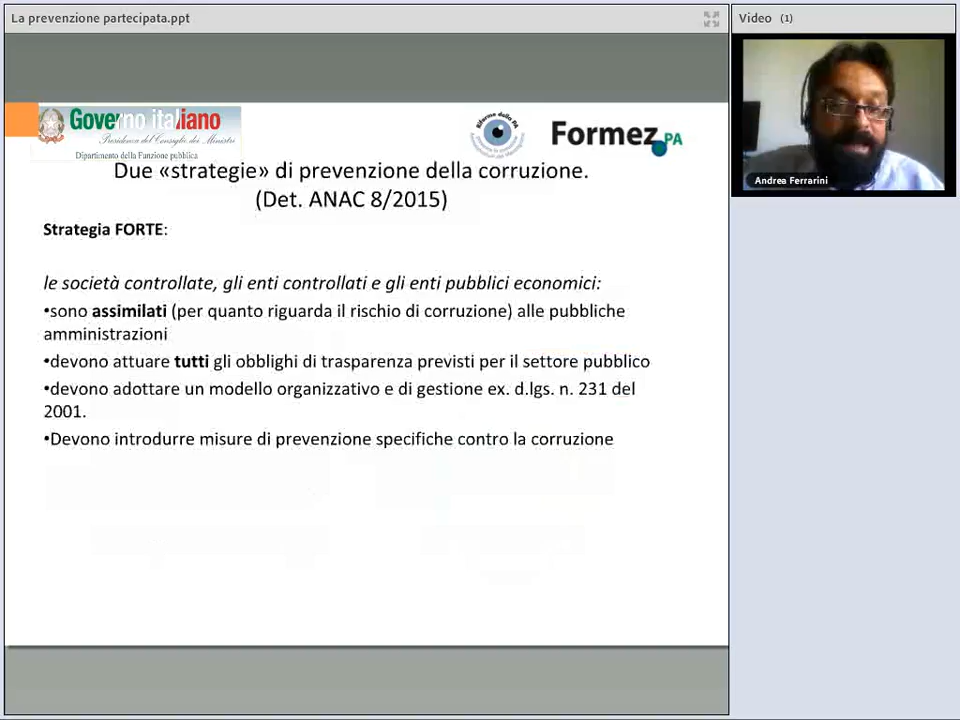 La prevenzione partecipata.ppt
Video (1)
Governo italiano
Presidenza del Consiglio dei Ministri
Dipartimento della Funzione pubblica
Riforma della PA
Formez PA
Andrea Ferrarini
Due «strategie» di prevenzione della corruzione.
(Det. ANAC 8/2015)
Strategia FORTE:
le società controllate, gli enti controllati e gli enti pubblici economici:
•sono assimilati (per quanto riguarda il rischio di corruzione) alle pubbliche
amministrazioni
•devono attuare tutti gli obblighi di trasparenza previsti per il settore pubblico
•devono adottare un modello organizzativo e di gestione ex. d.lgs. n. 231 del
2001.
•Devono introdurre misure di prevenzione specifiche contro la corruzione